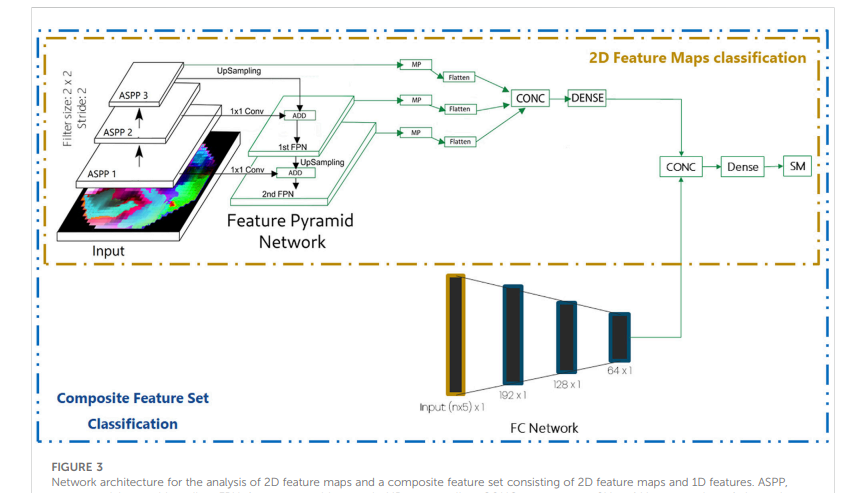 2D Feature Maps classification
Filter size: 2 x 2
Stride: 2
ASPP 3
ASPP 2
ASPP 1
Input
UpSampling
1x1 Conv
ADD
1st FPN
UpSampling
1x1 Conv
ADD
2nd FPN
Feature Pyramid
Network
MP
Flatten
MP
Flatten
MP
Flatten
CONC
DENSE
CONC
Dense
SM
Input: (nx5) x 1
192 x 1
128 x 1
64 x 1
FC Network
Composite Feature Set
Classification
FIGURE 3
Network architecture for the analysis of 2D feature maps and a composite feature set consisting of 2D feature maps and 1D features. ASPP,